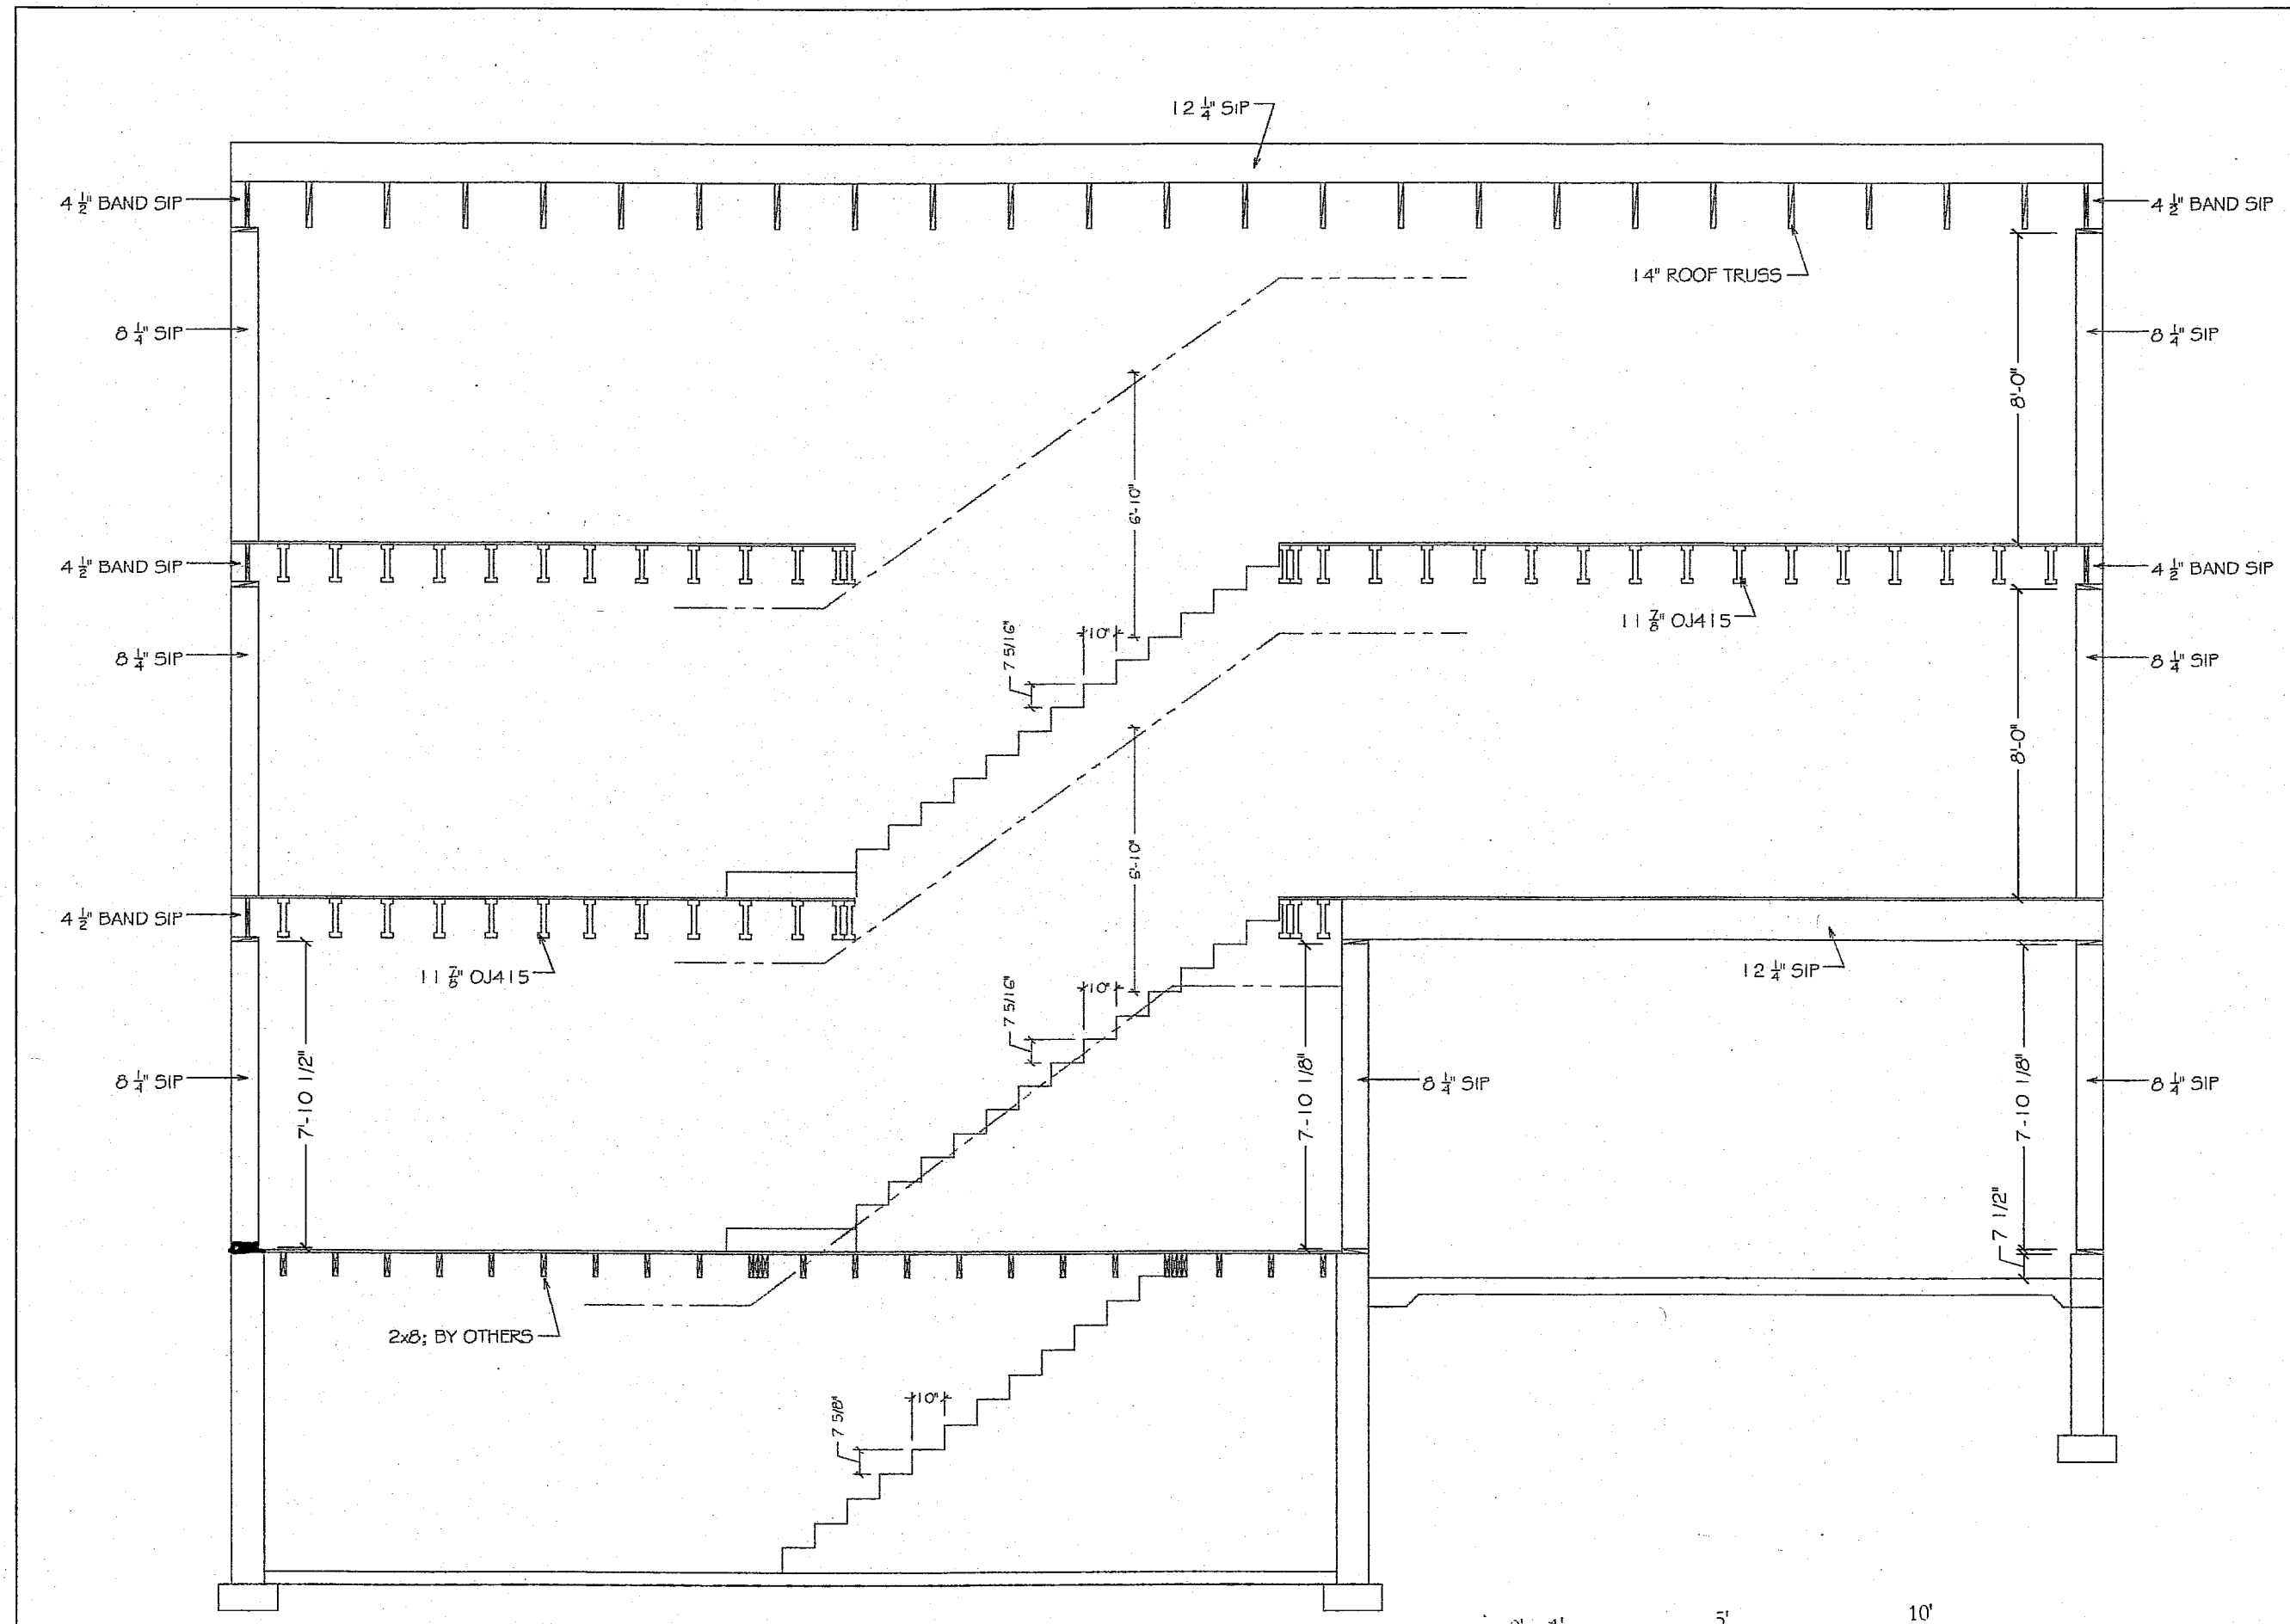 12 1/4" SIP
4 1/2" BAND SIP
4 1/2" BAND SIP
14" ROOF TRUSS
8 1/4" SIP
8 1/4" SIP
8'-0"
6'-10"
4 1/2" BAND SIP
4 1/2" BAND SIP
11 7/8" OJ415
10"
7 5/16"
8 1/4" SIP
8 1/4" SIP
8'-0"
6'-10"
4 1/2" BAND SIP
11 7/8" OJ415
12 1/4" SIP
10"
7 5/16"
8 1/4" SIP
7'-10 1/2"
7'-10 1/8"
8 1/4" SIP
7'-10 1/8"
8 1/4" SIP
7 1/2"
2x8; BY OTHERS
10"
7 5/8"
5'
10'